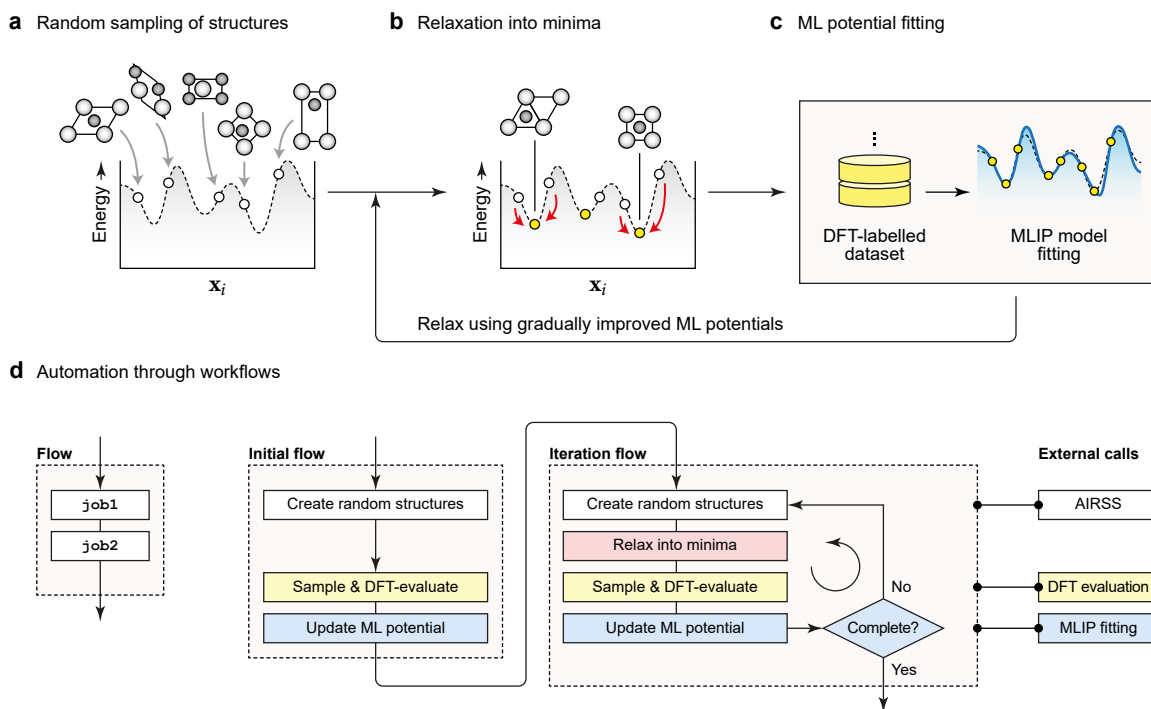 a Random sampling of structures
b Relaxation into minima
c ML potential fitting
Energy
x_i
Energy
x_i
DFT-labelled
dataset
MLIP model
fitting
Relax using gradually improved ML potentials
d Automation through workflows
Flow
job1
job2
Initial flow
Create random structures
Sample & DFT-evaluate
Update ML potential
Iteration flow
Create random structures
Relax into minima
Sample & DFT-evaluate
Update ML potential
Complete?
No
Yes
External calls
AIRSS
DFT evaluation
MLIP fitting